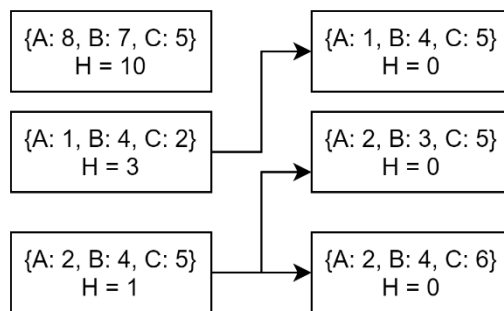 {A: 8, B: 7, C: 5}
H = 10
{A: 1, B: 4, C: 5}
H = 0
{A: 1, B: 4, C: 2}
H = 3
{A: 2, B: 3, C: 5}
H = 0
{A: 2, B: 4, C: 5}
H = 1
{A: 2, B: 4, C: 6}
H = 0